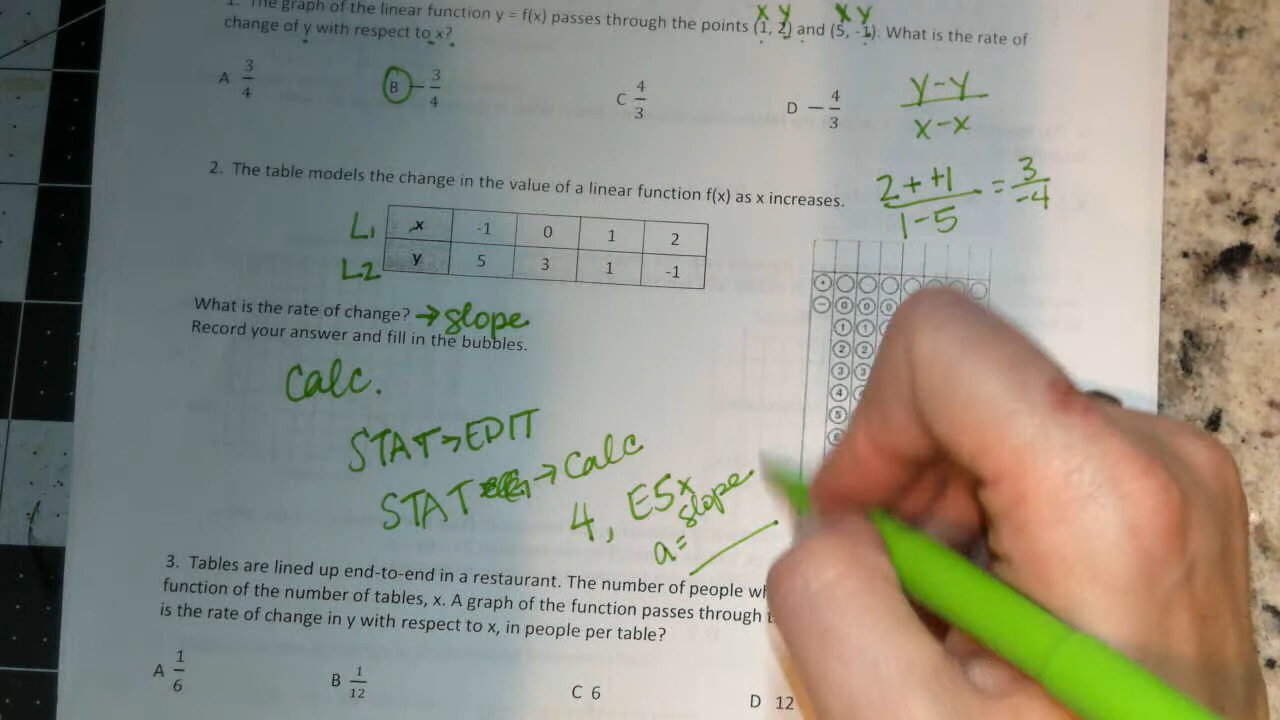 1. The graph of the linear function y = f(x) passes through the points (1, 2) and (5, -1). What is the rate of
change of y with respect to x?
X Y X Y
A 3/4 B - 3/4 C 4/3 D - 4/3
y-y
x-x
2 + +1 / 1-5 = 3/-4
2. The table models the change in the value of a linear function f(x) as x increases.
L1 x -1 0 1 2
L2 y 5 3 1 -1
What is the rate of change? → slope
Record your answer and fill in the bubbles.
Calc.
STAT > EDIT
STAT → Calc
4, E5x
a = slope
3. Tables are lined up end-to-end in a restaurant. The number of people
function of the number of tables, x. A graph of the function passes through
is the rate of change in y with respect to x, in people per table?
A 1/6 B 1/12 C 6 D 12